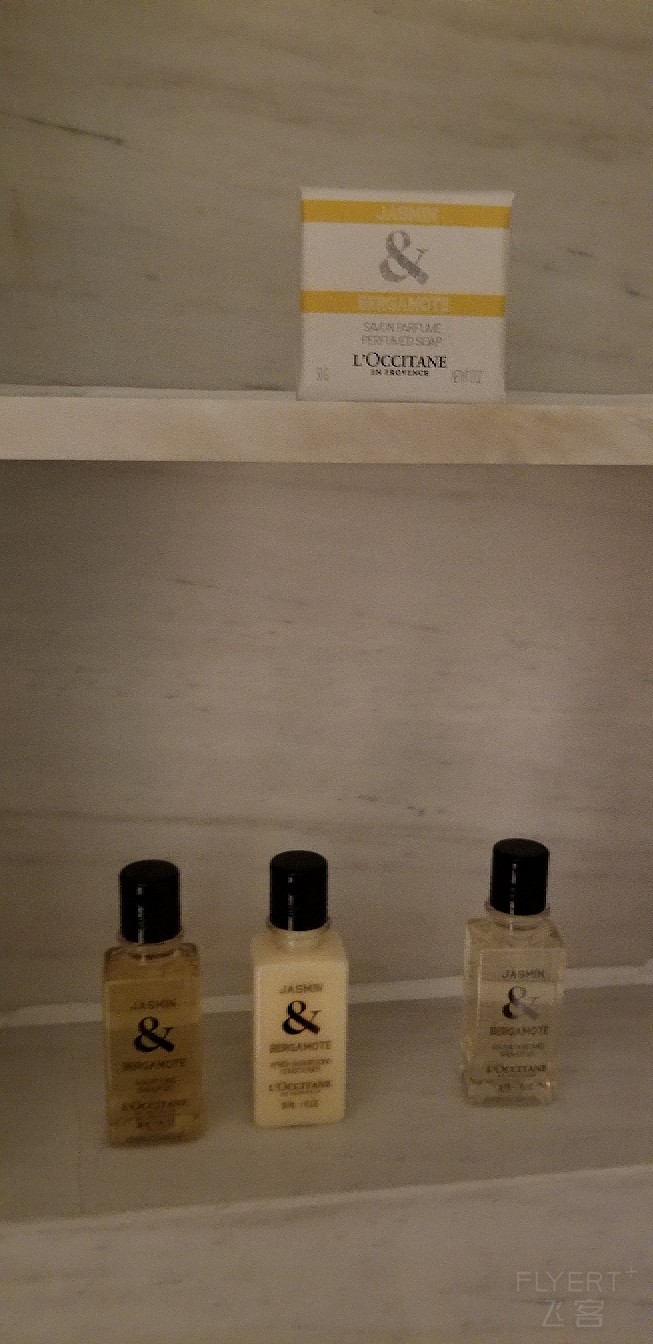 JASMIN
&
BERGAMOTE
SAVON PARFUMÉ
PERFUMED SOAP
L'OCCITANE
EN PROVENCE
50 G
JASMIN
&
BERGAMOTE
L'OCCITANE
JASMIN
&
BERGAMOTE
L'OCCITANE
JASMIN
&
BERGAMOTE
L'OCCITANE
FLYERT+
飞客